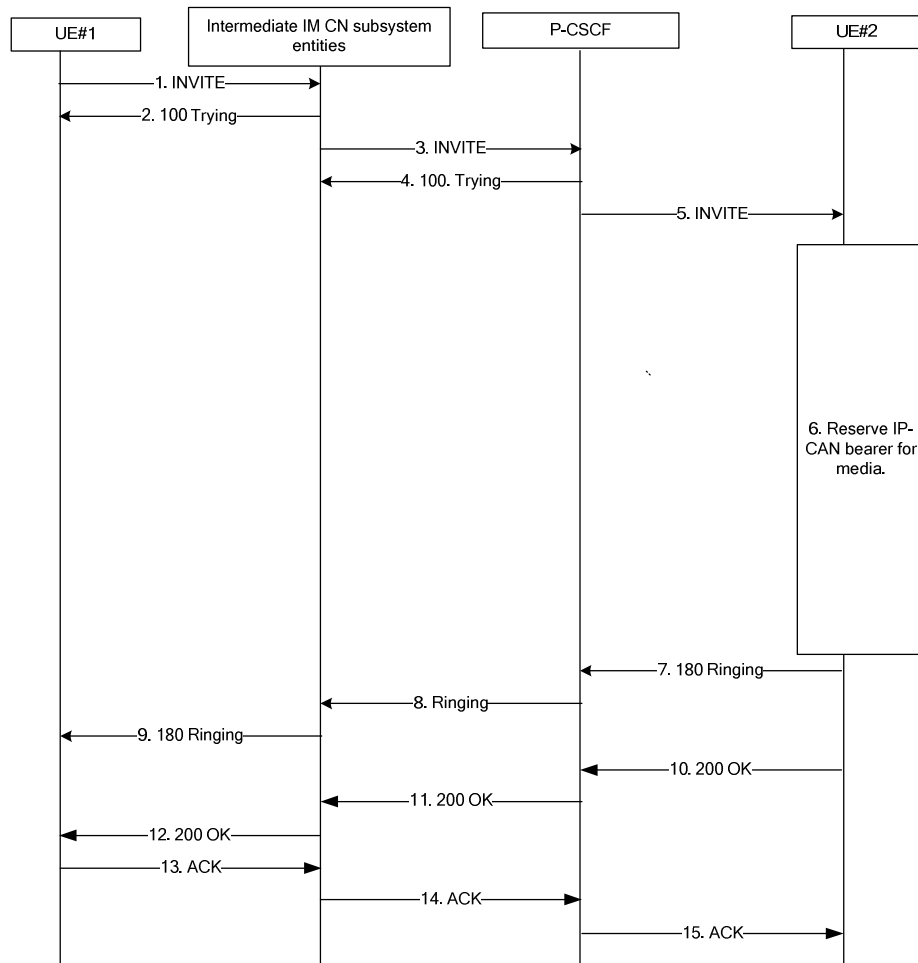 UE#1
Intermediate IM CN subsystem
entities
P-CSCF
UE#2
1. INVITE
2. 100 Trying
3. INVITE
4. 100. Trying
5. INVITE
6. Reserve IP-
CAN bearer for
media.
7. 180 Ringing
8. Ringing
9. 180 Ringing
10. 200 OK
11. 200 OK
12. 200 OK
13. ACK
14. ACK
15. ACK